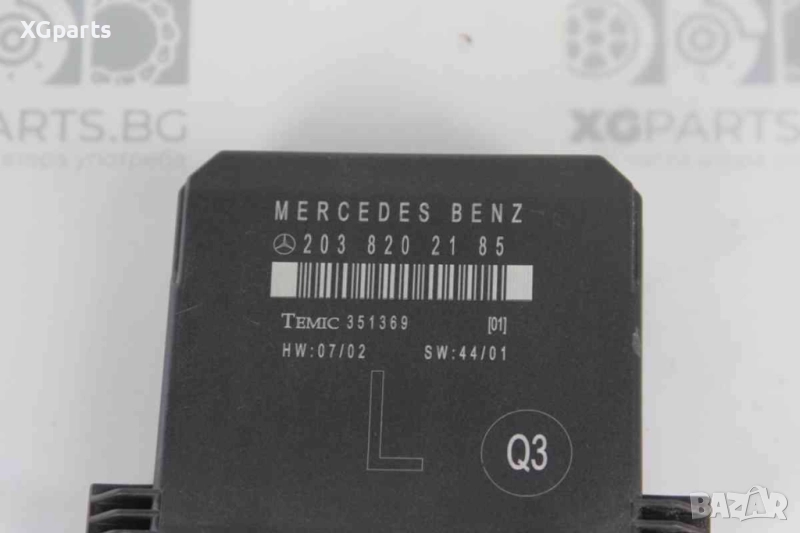 XGparts
PARTS.BG
XGPARTS.BG
MERCEDES BENZ
203 820 21 85
TEMIC 351369 [01]
HW:07/02 SW:44/01
L
Q3
BAZAR